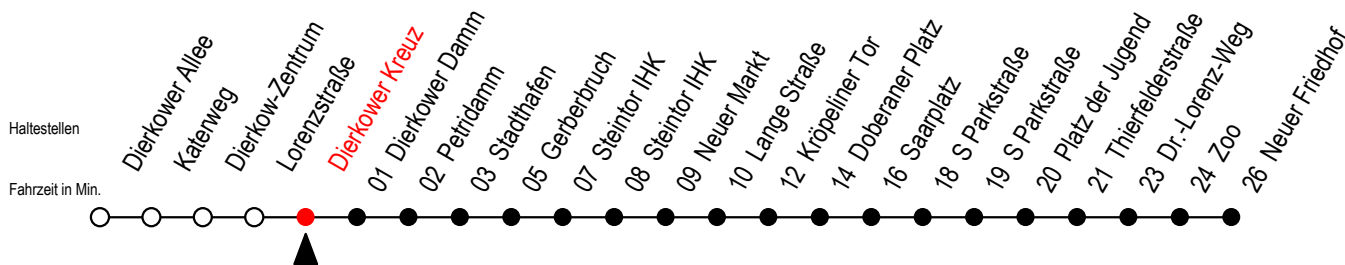 Haltestellen
Fahrzeit in Min.
Dierkower Allee
Katerweg
Dierkow-Zentrum
Lorenzstraße
Dierkower Kreuz
01 Dierkower Damm
02 Petridamm
03 Stadthafen
05 Gerberbruch
07 Steintor IHK
08 Steintor IHK
09 Neuer Markt
10 Lange Straße
12 Kröpeliner Tor
14 Doberaner Platz
16 Saarplatz
18 S Parkstraße
19 S Parkstraße
20 Platz der Jugend
21 Thierfelderstraße
23 Dr.-Lorenz-Weg
24 Zoo
26 Neuer Friedhof